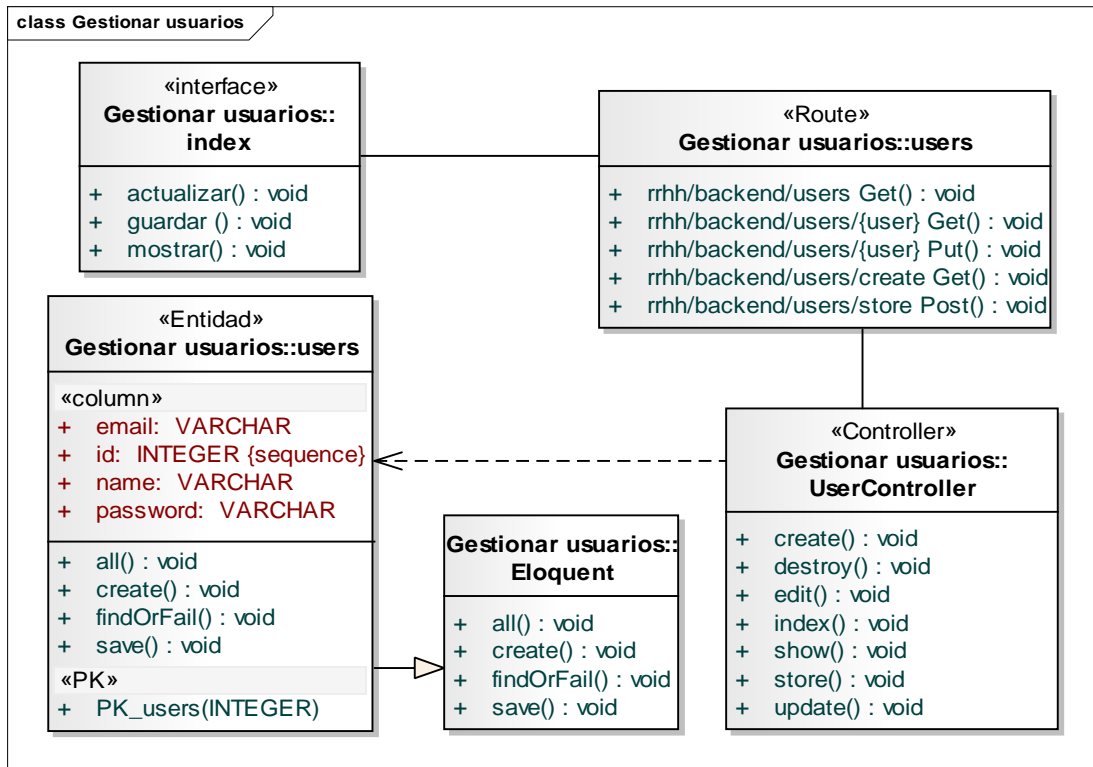 class Gestionar usuarios
«interface»
Gestionar usuarios::
index
+ actualizar() : void
+ guardar () : void
+ mostrar() : void
«Route»
Gestionar usuarios::users
+ rrhh/backend/users Get() : void
+ rrhh/backend/users/{user} Get() : void
+ rrhh/backend/users/{user} Put() : void
+ rrhh/backend/users/create Get() : void
+ rrhh/backend/users/store Post() : void
«Entidad»
Gestionar usuarios::users
«column»
+ email: VARCHAR
+ id: INTEGER {sequence}
+ name: VARCHAR
+ password: VARCHAR
+ all() : void
+ create() : void
+ findOrFail() : void
+ save() : void
«PK»
+ PK_users(INTEGER)
Gestionar usuarios::
Eloquent
+ all() : void
+ create() : void
+ findOrFail() : void
+ save() : void
«Controller»
Gestionar usuarios::
UserController
+ create() : void
+ destroy() : void
+ edit() : void
+ index() : void
+ show() : void
+ store() : void
+ update() : void